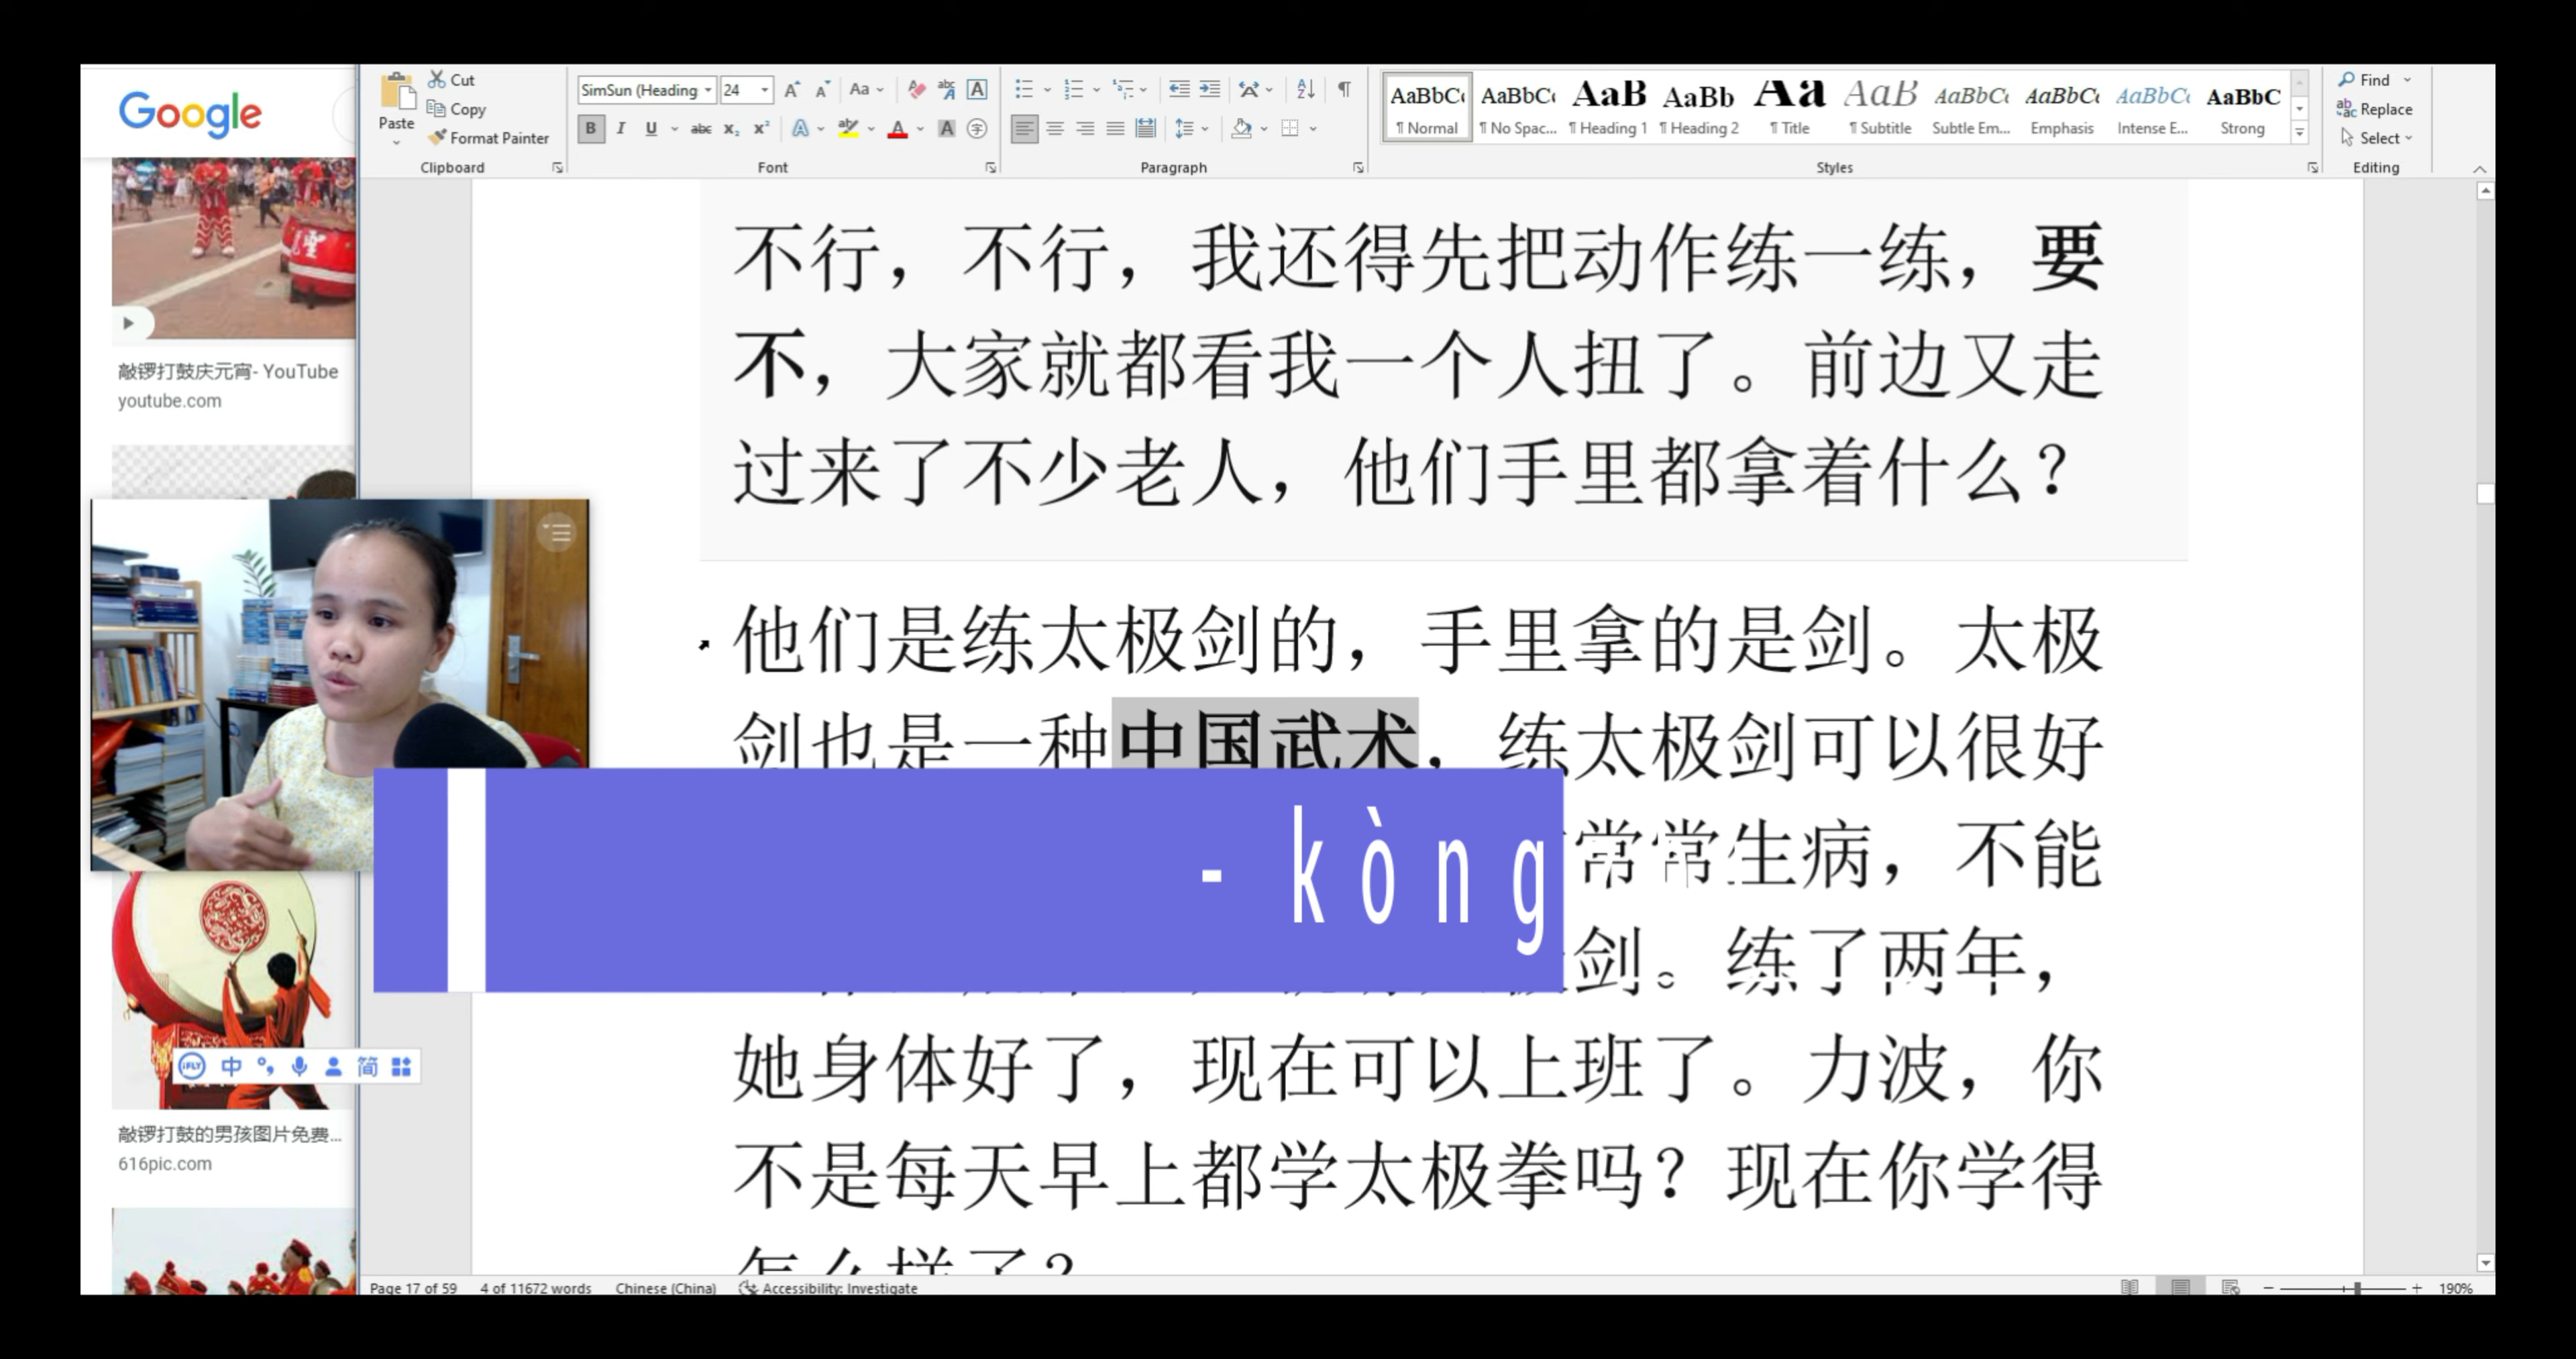 Google
敲锣打鼓庆元宵- YouTube
youtube.com
敲锣打鼓的男孩图片免费...
616pic.com
中 简
iFLY
Paste
Cut
Copy
Format Painter
Clipboard
SimSun (Heading 24
Aa
B I U abc x₂ x² A A A 字
Font
Paragraph
AaBbCc AaBbCc AaB AaBb Aa AaB AaBbCc AaBbCc AaBbCc AaBbC
¶ Normal ¶ No Spac... ¶ Heading 1 ¶ Heading 2 ¶ Title ¶ Subtitle Subtle Em... Emphasis Intense E... Strong
Styles
Find
Replace
Select
Editing
不行，不行，我还得先把动作练一练，要
不，大家就都看我一个人扭了。前边又走
过来了不少老人，他们手里都拿着什么？
他们是练太极剑的，手里拿的是剑。太极
剑也是一种中国武术，练太极剑可以很好
常常生病，不能
- kòng
剑。练了两年，
她身体好了，现在可以上班了。力波，你
不是每天早上都学太极拳吗？现在你学得
怎么样了？
Page 17 of 59 4 of 11672 words Chinese (China) Accessibility: Investigate 190%